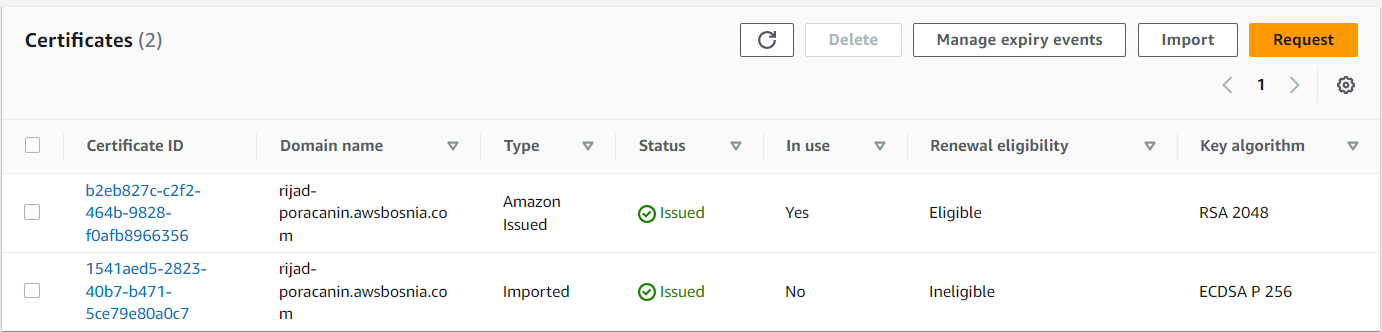 Certificates (2)
Delete
Manage expiry events
Import
Request
1
Certificate ID
Domain name
Type
Status
In use
Renewal eligibility
Key algorithm
b2eb827c-c2f2-
464b-9828-
f0afb8966356
rijad-
poracanin.awsbosnia.co
m
Amazon
Issued
Issued
Yes
Eligible
RSA 2048
1541aed5-2823-
40b7-b471-
5ce79e80a0c7
rijad-
poracanin.awsbosnia.co
m
Imported
Issued
No
Ineligible
ECDSA P 256